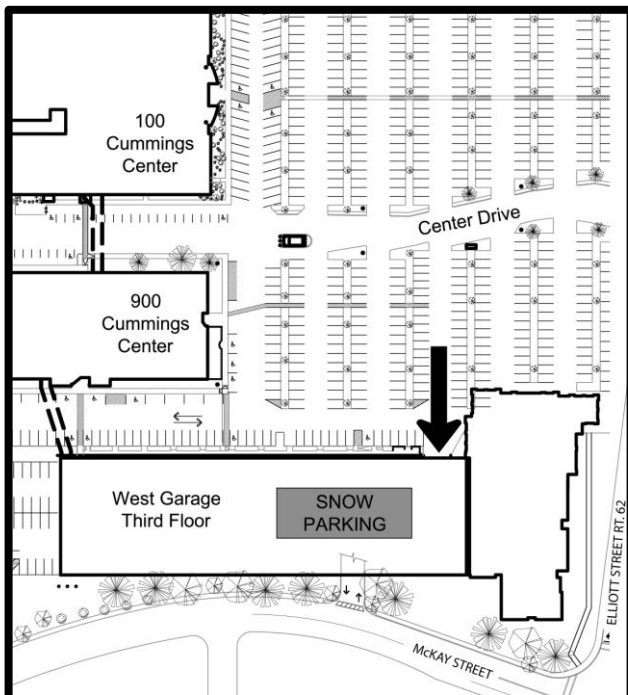 100
Cummings
Center
Center Drive
900
Cummings
Center
West Garage
Third Floor
SNOW
PARKING
ELLIOTT STREET RT. 62
McKAY STREET